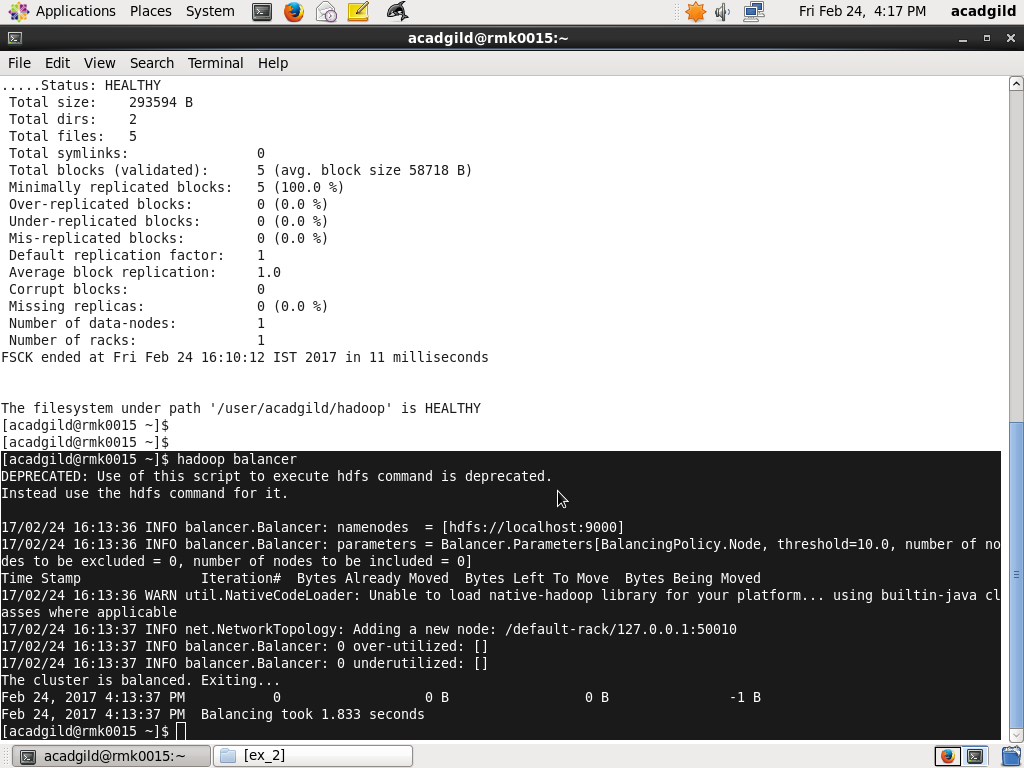 Applications Places System Fri Feb 24, 4:17 PM acadgild
acadgild@rmk0015:~
File Edit View Search Terminal Help
.....Status: HEALTHY
Total size: 293594 B
Total dirs: 2
Total files: 5
Total symlinks: 0
Total blocks (validated): 5 (avg. block size 58718 B)
Minimally replicated blocks: 5 (100.0 %)
Over-replicated blocks: 0 (0.0 %)
Under-replicated blocks: 0 (0.0 %)
Mis-replicated blocks: 0 (0.0 %)
Default replication factor: 1
Average block replication: 1.0
Corrupt blocks: 0
Missing replicas: 0 (0.0 %)
Number of data-nodes: 1
Number of racks: 1
FSCK ended at Fri Feb 24 16:10:12 IST 2017 in 11 milliseconds
The filesystem under path '/user/acadgild/hadoop' is HEALTHY
[acadgild@rmk0015 ~]$
[acadgild@rmk0015 ~]$
[acadgild@rmk0015 ~]$ hadoop balancer
DEPRECATED: Use of this script to execute hdfs command is deprecated.
Instead use the hdfs command for it.
17/02/24 16:13:36 INFO balancer.Balancer: namenodes = [hdfs://localhost:9000]
17/02/24 16:13:36 INFO balancer.Balancer: parameters = Balancer.Parameters[BalancingPolicy.Node, threshold=10.0, number of no
des to be excluded = 0, number of nodes to be included = 0]
Time Stamp Iteration# Bytes Already Moved Bytes Left To Move Bytes Being Moved
17/02/24 16:13:36 WARN util.NativeCodeLoader: Unable to load native-hadoop library for your platform... using builtin-java cl
asses where applicable
17/02/24 16:13:37 INFO net.NetworkTopology: Adding a new node: /default-rack/127.0.0.1:50010
17/02/24 16:13:37 INFO balancer.Balancer: 0 over-utilized: []
17/02/24 16:13:37 INFO balancer.Balancer: 0 underutilized: []
The cluster is balanced. Exiting...
Feb 24, 2017 4:13:37 PM 0 0 B 0 B -1 B
Feb 24, 2017 4:13:37 PM Balancing took 1.833 seconds
[acadgild@rmk0015 ~]$
acadgild@rmk0015:~ [ex_2]